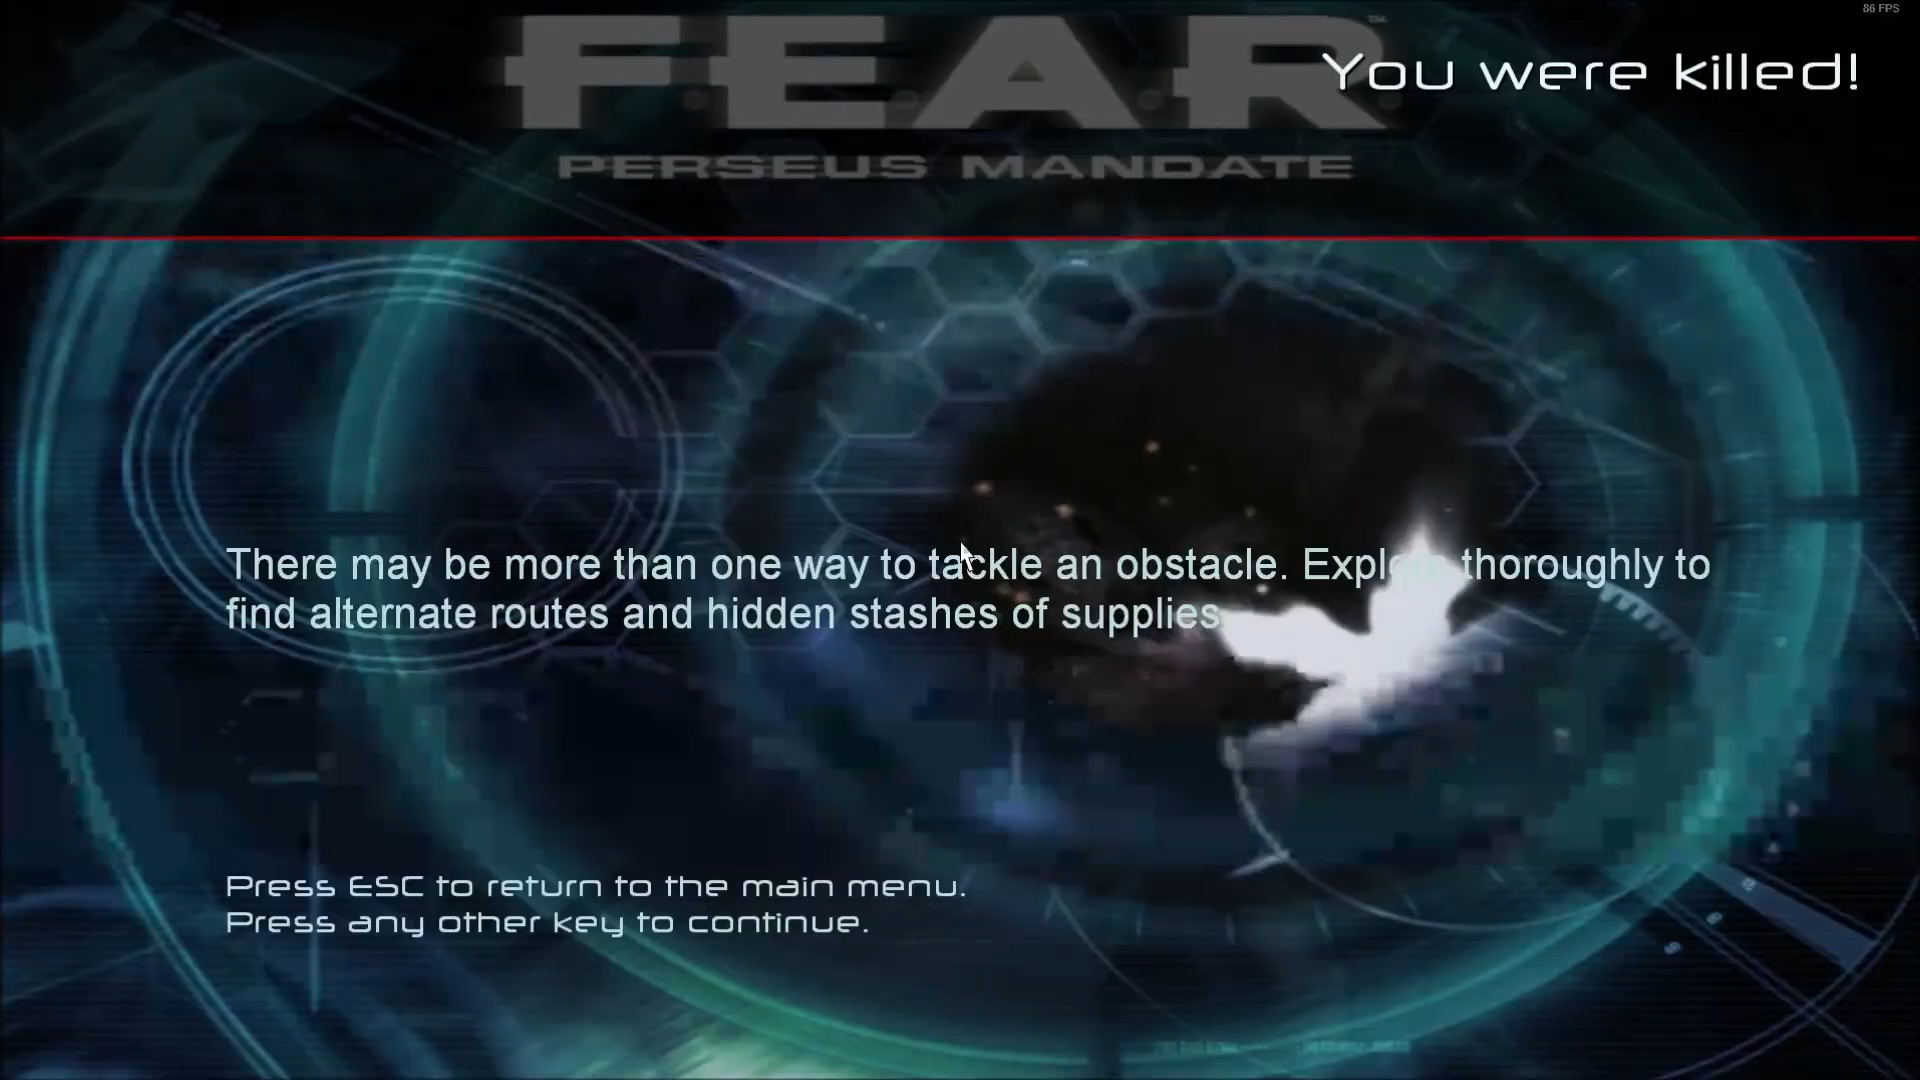 86 FPS
FEAR™
You were killed!
PERSEUS MANDATE
There may be more than one way to tackle an obstacle. Explore thoroughly to
find alternate routes and hidden stashes of supplies
Press ESC to return to the main menu.
Press any other key to continue.